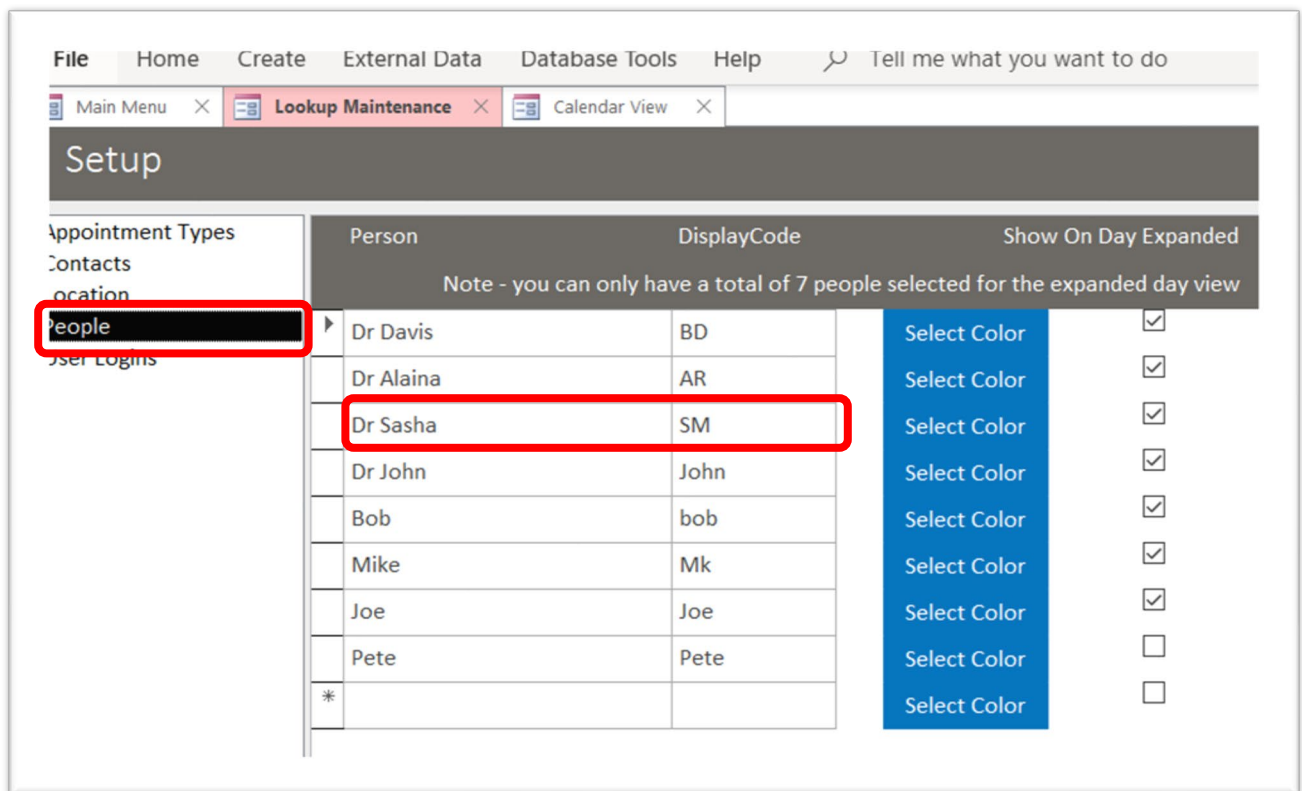 File Home Create External Data Database Tools Help Tell me what you want to do
Main Menu Lookup Maintenance Calendar View
Setup
Appointment Types
Contacts
Location
People
User Logins
Person DisplayCode Show On Day Expanded
Note - you can only have a total of 7 people selected for the expanded day view
Dr Davis BD Select Color
Dr Alaina AR Select Color
Dr Sasha SM Select Color
Dr John John Select Color
Bob bob Select Color
Mike Mk Select Color
Joe Joe Select Color
Pete Pete Select Color
* Select Color